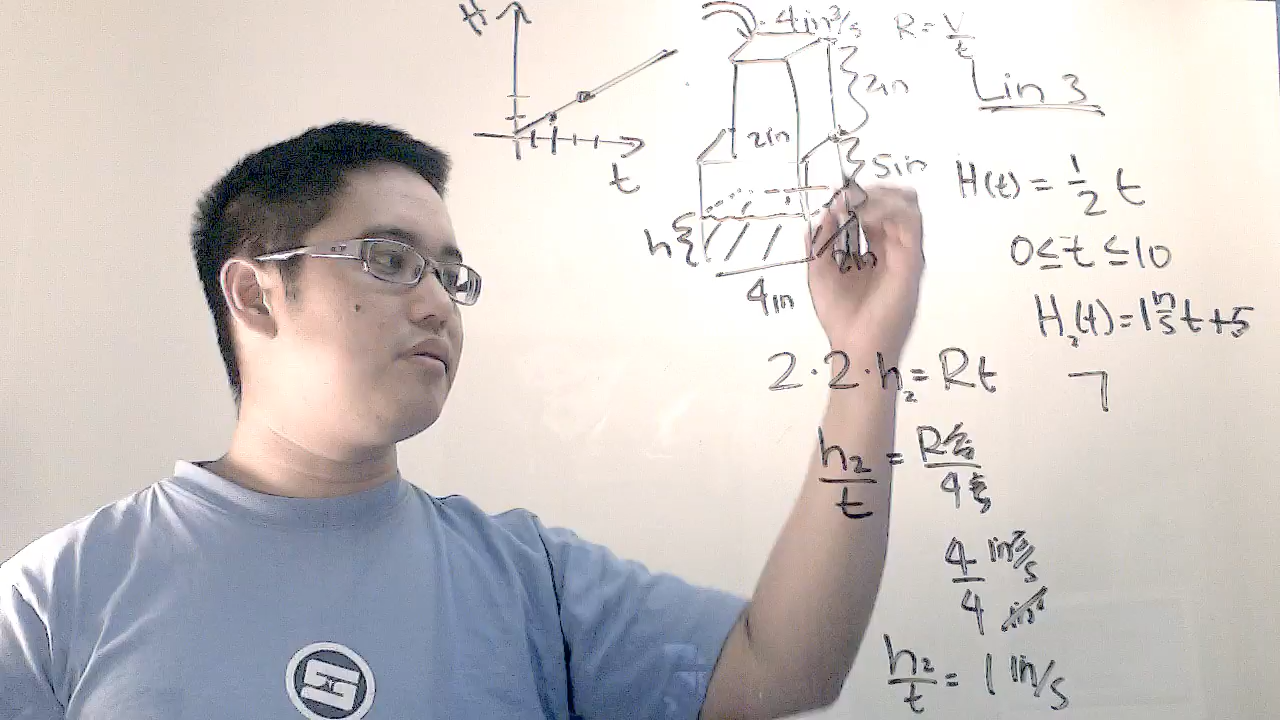 H
t
4in³/s
R = V/t
Lin 3
2in
2in
5in
h
4in
H(t) = 1/2 t
0 ≤ t ≤ 10
H₂(t) = 1 in/s t + 5
7
2 · 2 · h₂ = Rt
h₂/t = R/4
4/4 in³/s
h₂/t = 1 in/s